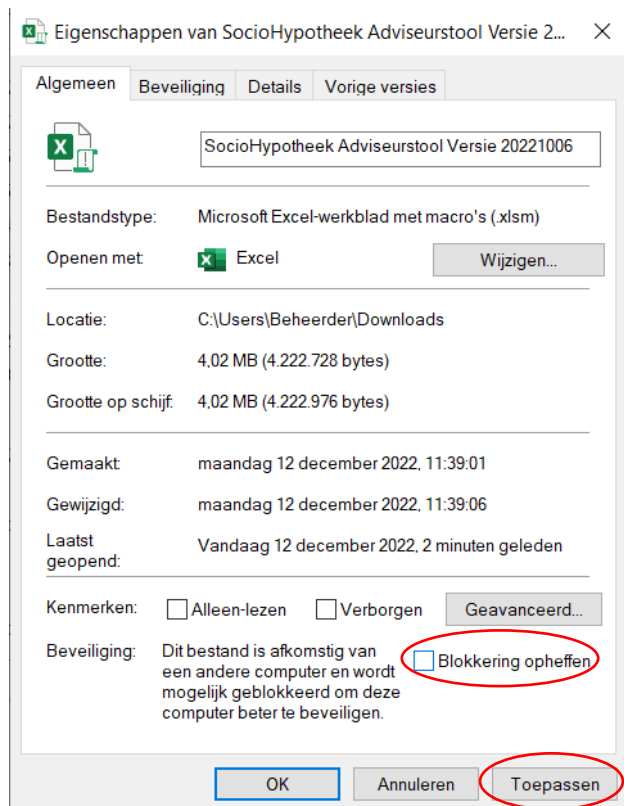 Eigenschappen van SocioHypotheek Adviseurstool Versie 2...
Algemeen Beveiliging Details Vorige versies
SocioHypotheek Adviseurstool Versie 20221006
Bestandstype: Microsoft Excel-werkblad met macro's (.xlsm)
Openen met: Excel Wijzigen...
Locatie: C:\Users\Beheerder\Downloads
Grootte: 4,02 MB (4.222.728 bytes)
Grootte op schijf: 4,02 MB (4.222.976 bytes)
Gemaakt: maandag 12 december 2022, 11:39:01
Gewijzigd: maandag 12 december 2022, 11:39:06
Laatst
geopend: Vandaag 12 december 2022, 2 minuten geleden
Kenmerken: Alleen-lezen Verborgen Geavanceerd...
Beveiliging: Dit bestand is afkomstig van
een andere computer en wordt Blokkering opheffen
mogelijk geblokkeerd om deze
computer beter te beveiligen.
OK Annuleren Toepassen